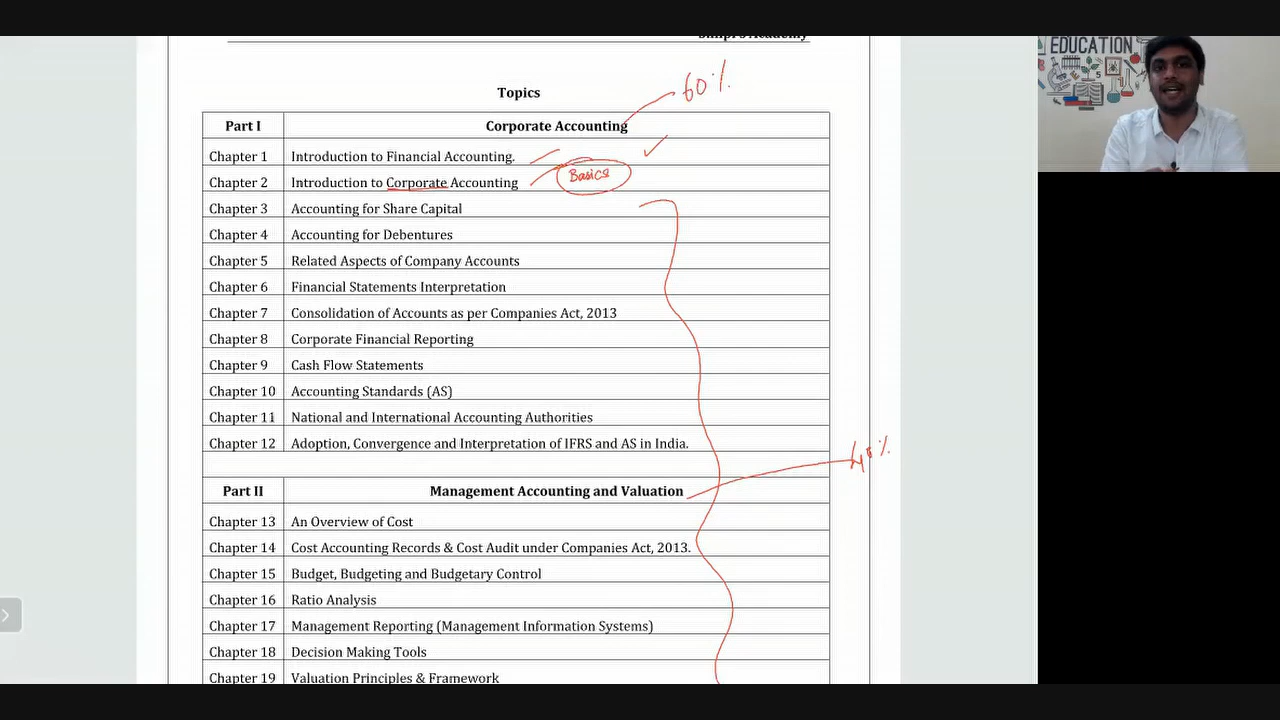 Shilpi's Academy
EDUCATION
Topics
60%
Part I Corporate Accounting
Chapter 1 Introduction to Financial Accounting.
Basics
Chapter 2 Introduction to Corporate Accounting
Chapter 3 Accounting for Share Capital
Chapter 4 Accounting for Debentures
Chapter 5 Related Aspects of Company Accounts
Chapter 6 Financial Statements Interpretation
Chapter 7 Consolidation of Accounts as per Companies Act, 2013
Chapter 8 Corporate Financial Reporting
Chapter 9 Cash Flow Statements
Chapter 10 Accounting Standards (AS)
Chapter 11 National and International Accounting Authorities
Chapter 12 Adoption, Convergence and Interpretation of IFRS and AS in India.
40%
Part II Management Accounting and Valuation
Chapter 13 An Overview of Cost
Chapter 14 Cost Accounting Records & Cost Audit under Companies Act, 2013.
Chapter 15 Budget, Budgeting and Budgetary Control
Chapter 16 Ratio Analysis
Chapter 17 Management Reporting (Management Information Systems)
Chapter 18 Decision Making Tools
Chapter 19 Valuation Principles & Framework